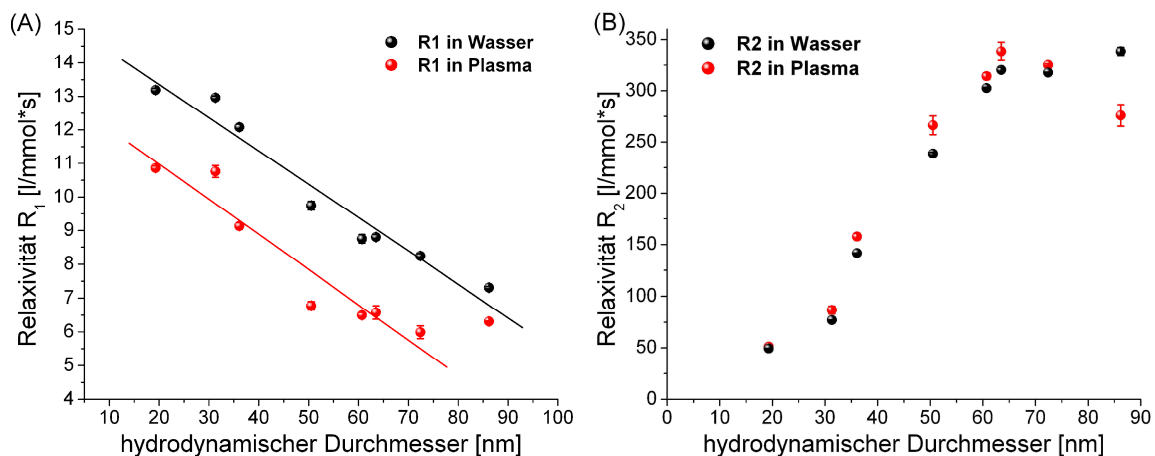 (A)
R1 in Wasser
R1 in Plasma
Relaxivität R1 [l/mmol*s]
15
14
13
12
11
10
9
8
7
6
5
4
10 20 30 40 50 60 70 80 90 100
hydrodynamischer Durchmesser [nm]
(B)
R2 in Wasser
R2 in Plasma
Relaxivität R2 [l/mmol*s]
350
300
250
200
150
100
50
0
0 10 20 30 40 50 60 70 80 90
hydrodynamischer Durchmesser [nm]